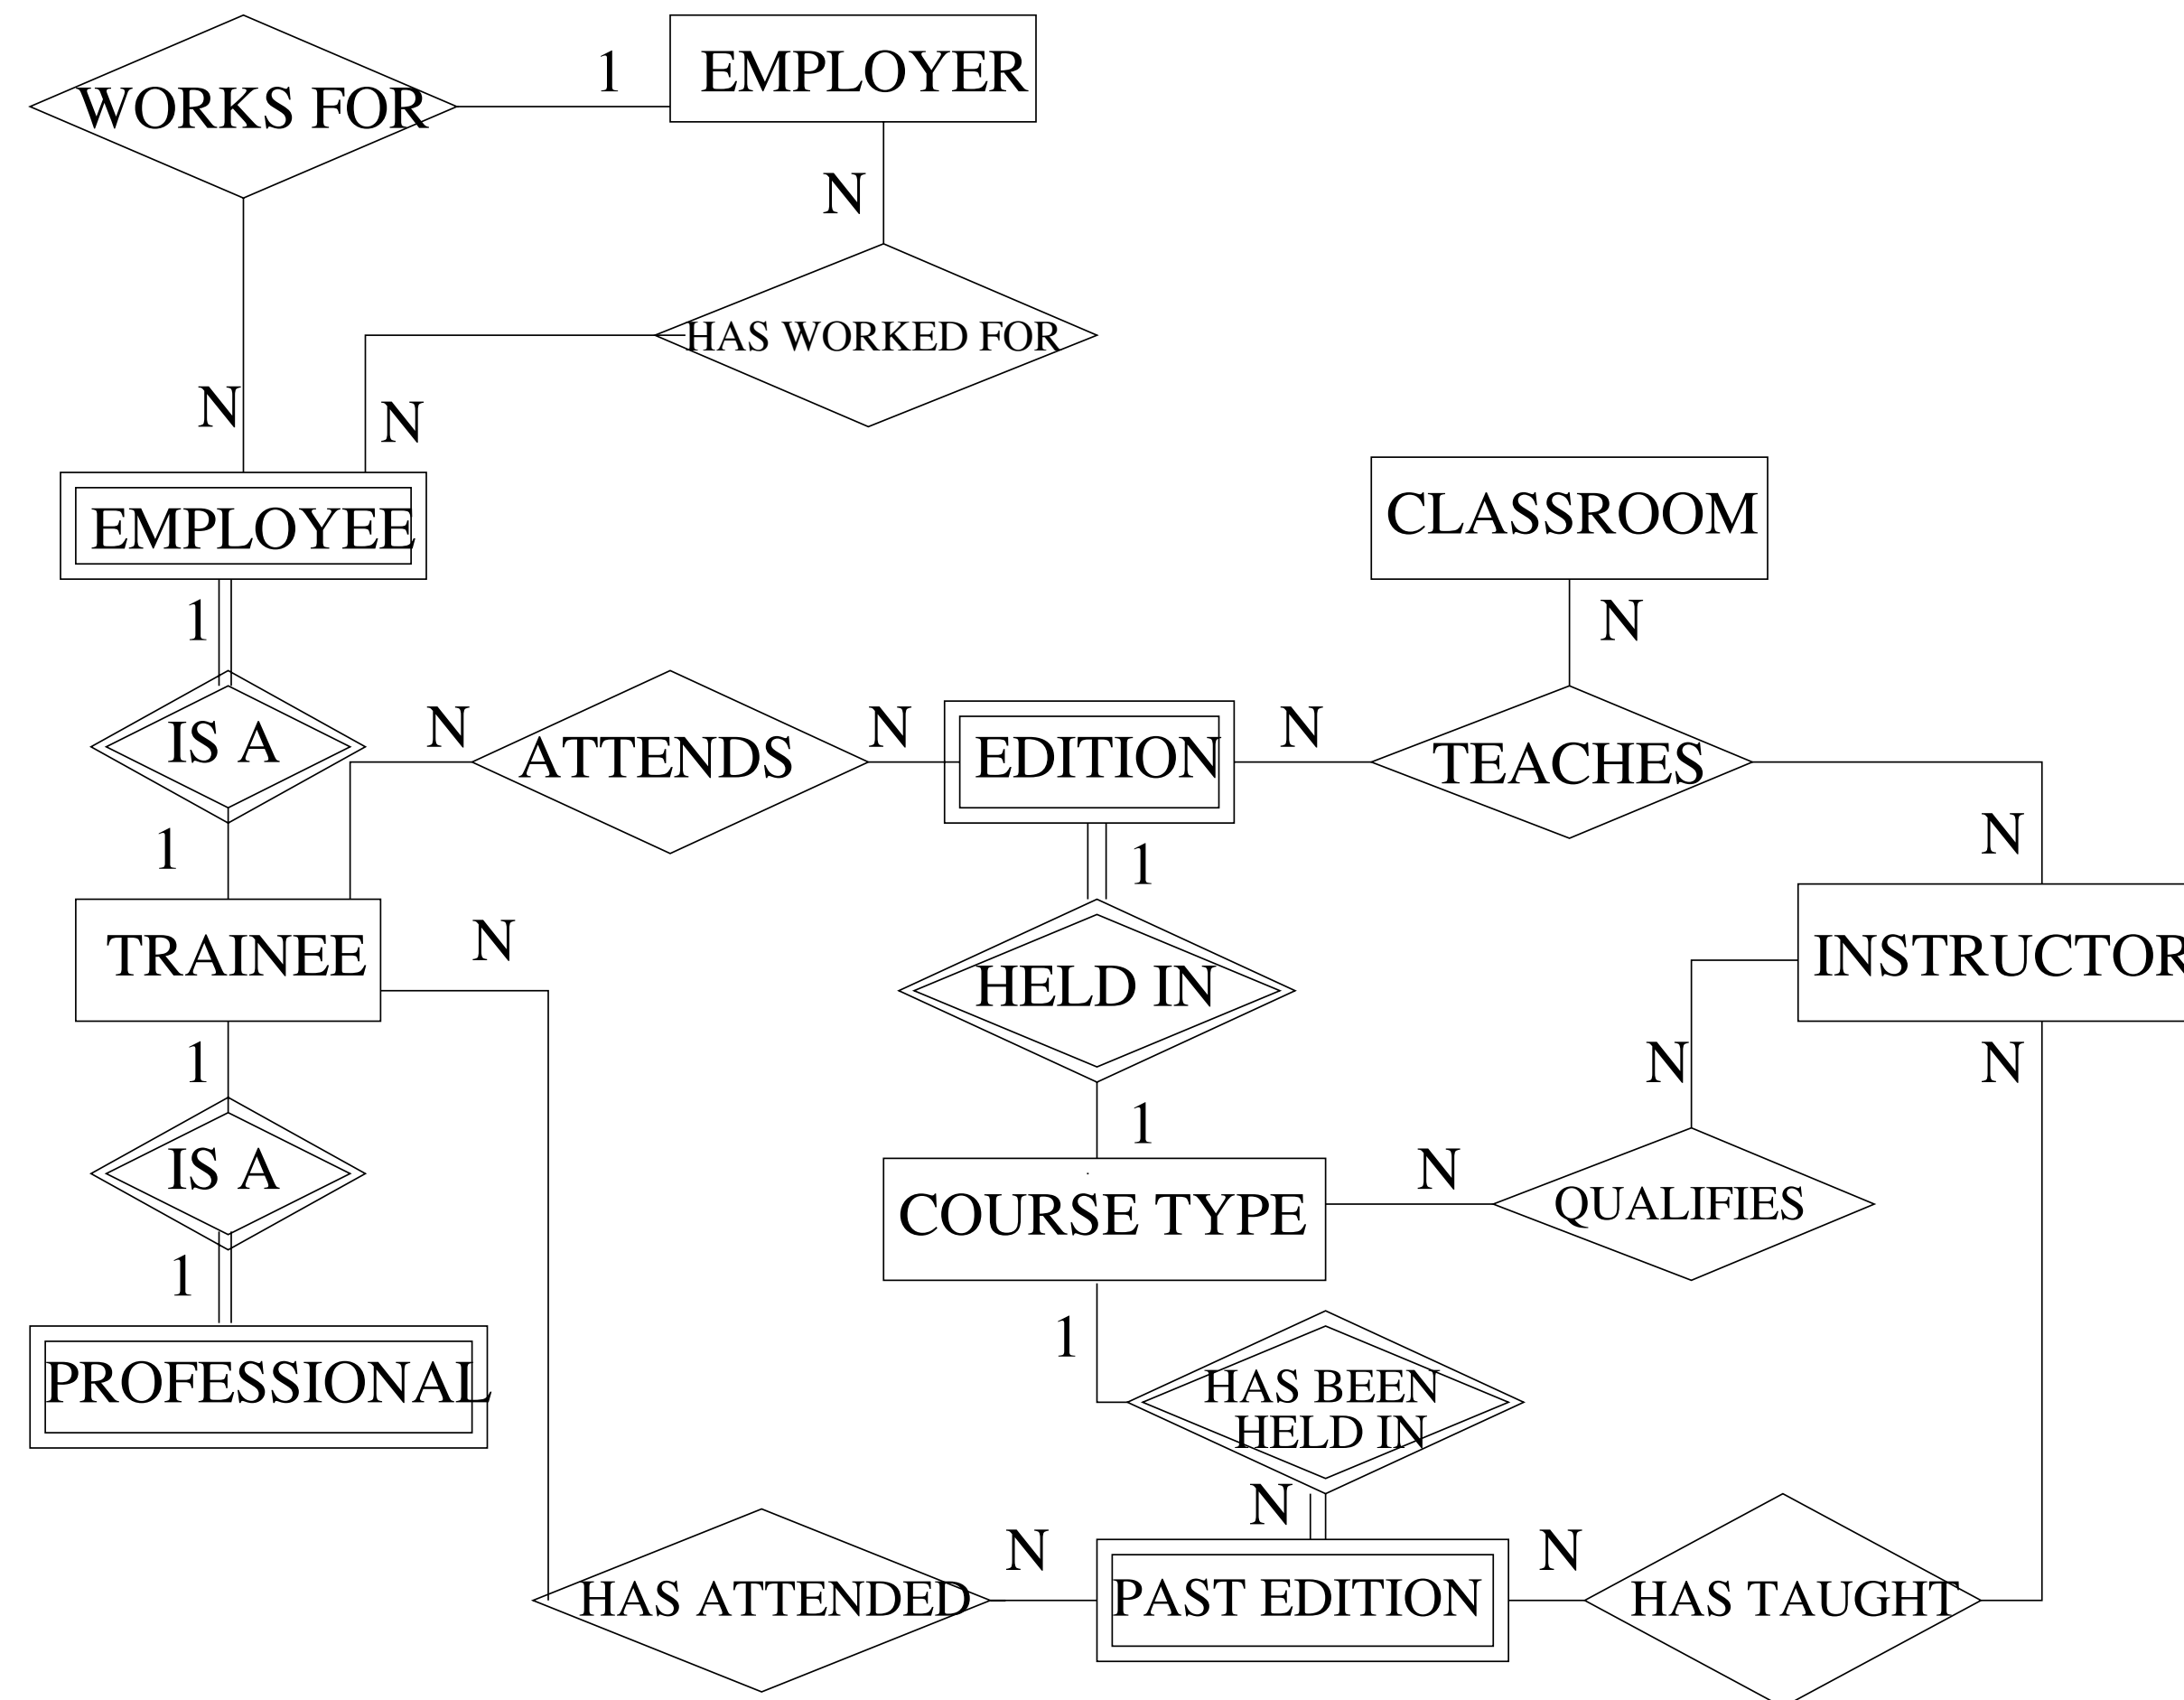 WORKS FOR
1
EMPLOYER
N
HAS WORKED FOR
N
N
EMPLOYEE
CLASSROOM
1
N
IS A
N
ATTENDS
N
EDITION
N
TEACHES
N
1
1
TRAINEE
N
HELD IN
INSTRUCTOR
1
N
N
1
IS A
N
QUALIFIES
COURSE TYPE
1
1
PROFESSIONAL
HAS BEEN
HELD IN
N
N
N
HAS ATTENDED
PAST EDITION
HAS TAUGHT